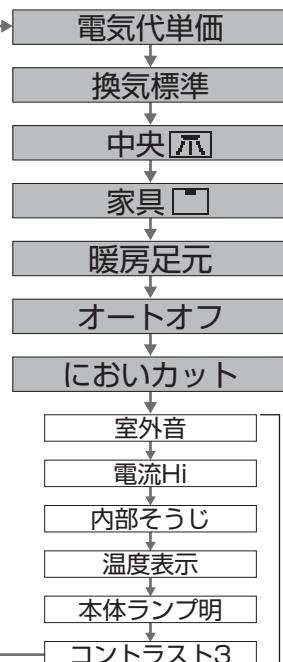 電気代単価
換気標準
中央
家具
暖房足元
オートオフ
においカット
室外音
電流Hi
内部そうじ
温度表示
本体ランプ明
コントラスト3